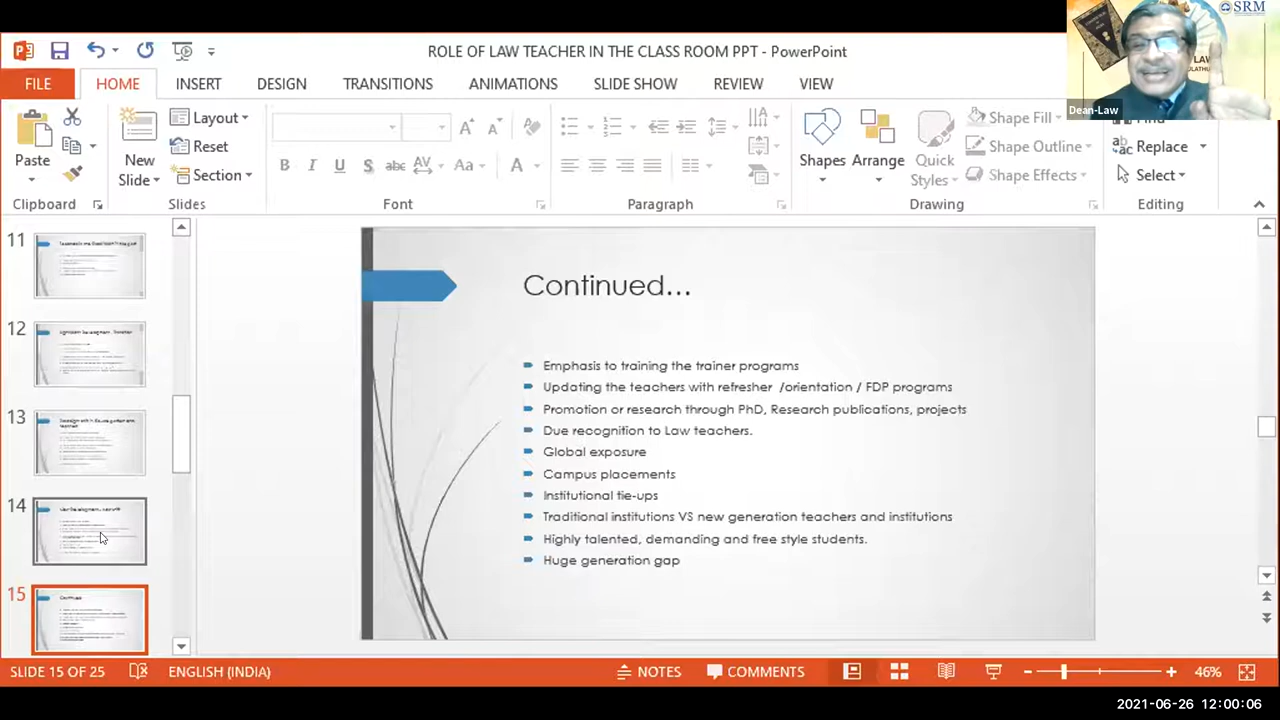 SRM
LAW
Dean-Law
ROLE OF LAW TEACHER IN THE CLASS ROOM PPT - PowerPoint
FILE HOME INSERT DESIGN TRANSITIONS ANIMATIONS SLIDE SHOW REVIEW VIEW
Paste
Clipboard
New Slide
Layout
Reset
Section
Slides
B I U S abc AV Aa A
Font
Paragraph
Shapes Arrange Quick Styles
Shape Fill
Shape Outline
Shape Effects
Drawing
Find
Replace
Select
Editing
11
12
13
14
15
Continued...
Emphasis to training the trainer programs
Updating the teachers with refresher /orientation / FDP programs
Promotion or research through PhD, Research publications, projects
Due recognition to Law teachers.
Global exposure
Campus placements
Institutional tie-ups
Traditional institutions VS new generation teachers and institutions
Highly talented, demanding and free style students.
Huge generation gap
SLIDE 15 OF 25 ENGLISH (INDIA) NOTES COMMENTS 46%
2021-06-26 12:00:06